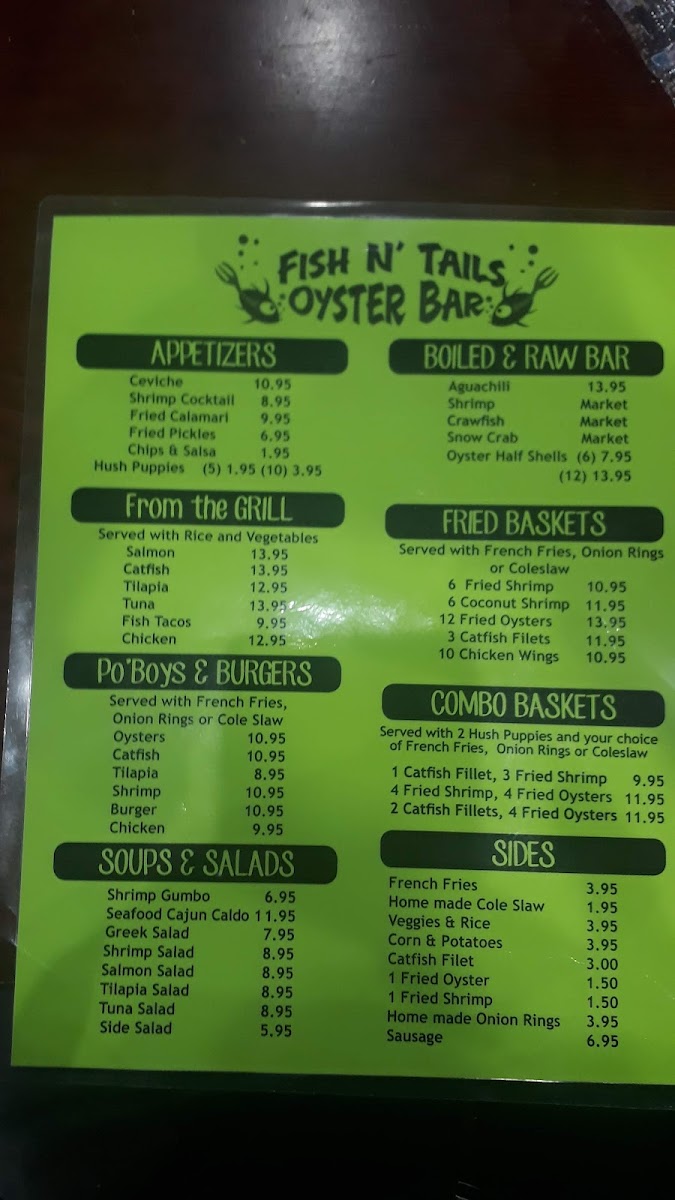 FISH N' TAILS
OYSTER BAR
APPETIZERS
Ceviche 10.95
Shrimp Cocktail 8.95
Fried Calamari 9.95
Fried Pickles 6.95
Chips & Salsa 1.95
Hush Puppies (5) 1.95 (10) 3.95
From the GRILL
Served with Rice and Vegetables
Salmon 13.95
Catfish 13.95
Tilapia 12.95
Tuna 13.95
Fish Tacos 9.95
Chicken 12.95
Po'Boys & BURGERS
Served with French Fries,
Onion Rings or Cole Slaw
Oysters 10.95
Catfish 10.95
Tilapia 8.95
Shrimp 10.95
Burger 10.95
Chicken 9.95
SOUPS & SALADS
Shrimp Gumbo 6.95
Seafood Cajun Caldo 11.95
Greek Salad 7.95
Shrimp Salad 8.95
Salmon Salad 8.95
Tilapia Salad 8.95
Tuna Salad 8.95
Side Salad 5.95
BOILED & RAW BAR
Aguachili 13.95
Shrimp Market
Crawfish Market
Snow Crab Market
Oyster Half Shells (6) 7.95
(12) 13.95
FRIED BASKETS
Served with French Fries, Onion Rings
or Coleslaw
6 Fried Shrimp 10.95
6 Coconut Shrimp 11.95
12 Fried Oysters 13.95
3 Catfish Filets 11.95
10 Chicken Wings 10.95
COMBO BASKETS
Served with 2 Hush Puppies and your choice
of French Fries, Onion Rings or Coleslaw
1 Catfish Fillet, 3 Fried Shrimp 9.95
4 Fried Shrimp, 4 Fried Oysters 11.95
2 Catfish Fillets, 4 Fried Oysters 11.95
SIDES
French Fries 3.95
Home made Cole Slaw 1.95
Veggies & Rice 3.95
Corn & Potatoes 3.95
Catfish Filet 3.00
1 Fried Oyster 1.50
1 Fried Shrimp 1.50
Home made Onion Rings 3.95
Sausage 6.95